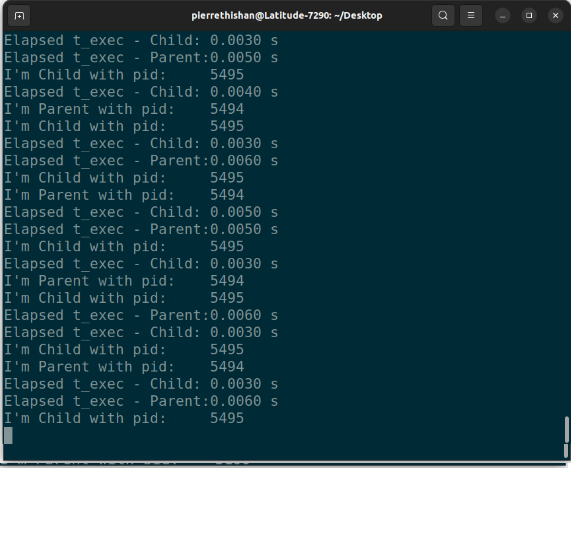 pierrethishan@Latitude-7290: ~/Desktop
Elapsed t_exec - Child: 0.0030 s
Elapsed t_exec - Parent:0.0050 s
I'm Child with pid:     5495
Elapsed t_exec - Child: 0.0040 s
I'm Parent with pid:    5494
I'm Child with pid:     5495
Elapsed t_exec - Child: 0.0030 s
Elapsed t_exec - Parent:0.0060 s
I'm Child with pid:     5495
I'm Parent with pid:    5494
Elapsed t_exec - Child: 0.0050 s
Elapsed t_exec - Parent:0.0050 s
I'm Child with pid:     5495
Elapsed t_exec - Child: 0.0030 s
I'm Parent with pid:    5494
I'm Child with pid:     5495
Elapsed t_exec - Parent:0.0060 s
Elapsed t_exec - Child: 0.0030 s
I'm Child with pid:     5495
I'm Parent with pid:    5494
Elapsed t_exec - Child: 0.0030 s
Elapsed t_exec - Parent:0.0060 s
I'm Child with pid:     5495